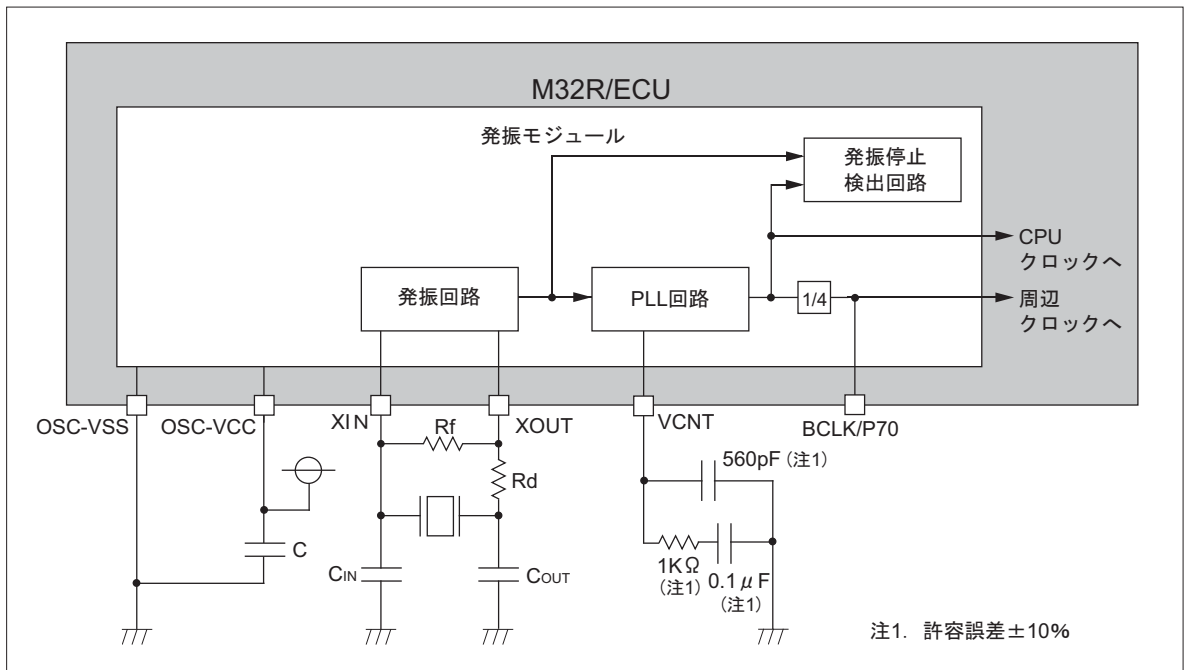 M32R/ECU
発振モジュール
発振停止
検出回路
CPU
クロックへ
発振回路
PLL回路
1/4
周辺
クロックへ
OSC-VSS
OSC-VCC
XIN
XOUT
VCNT
BCLK/P70
Rf
Rd
560pF(注1)
C
CIN
COUT
1KΩ
(注1)
0.1μF
(注1)
注1. 許容誤差±10%